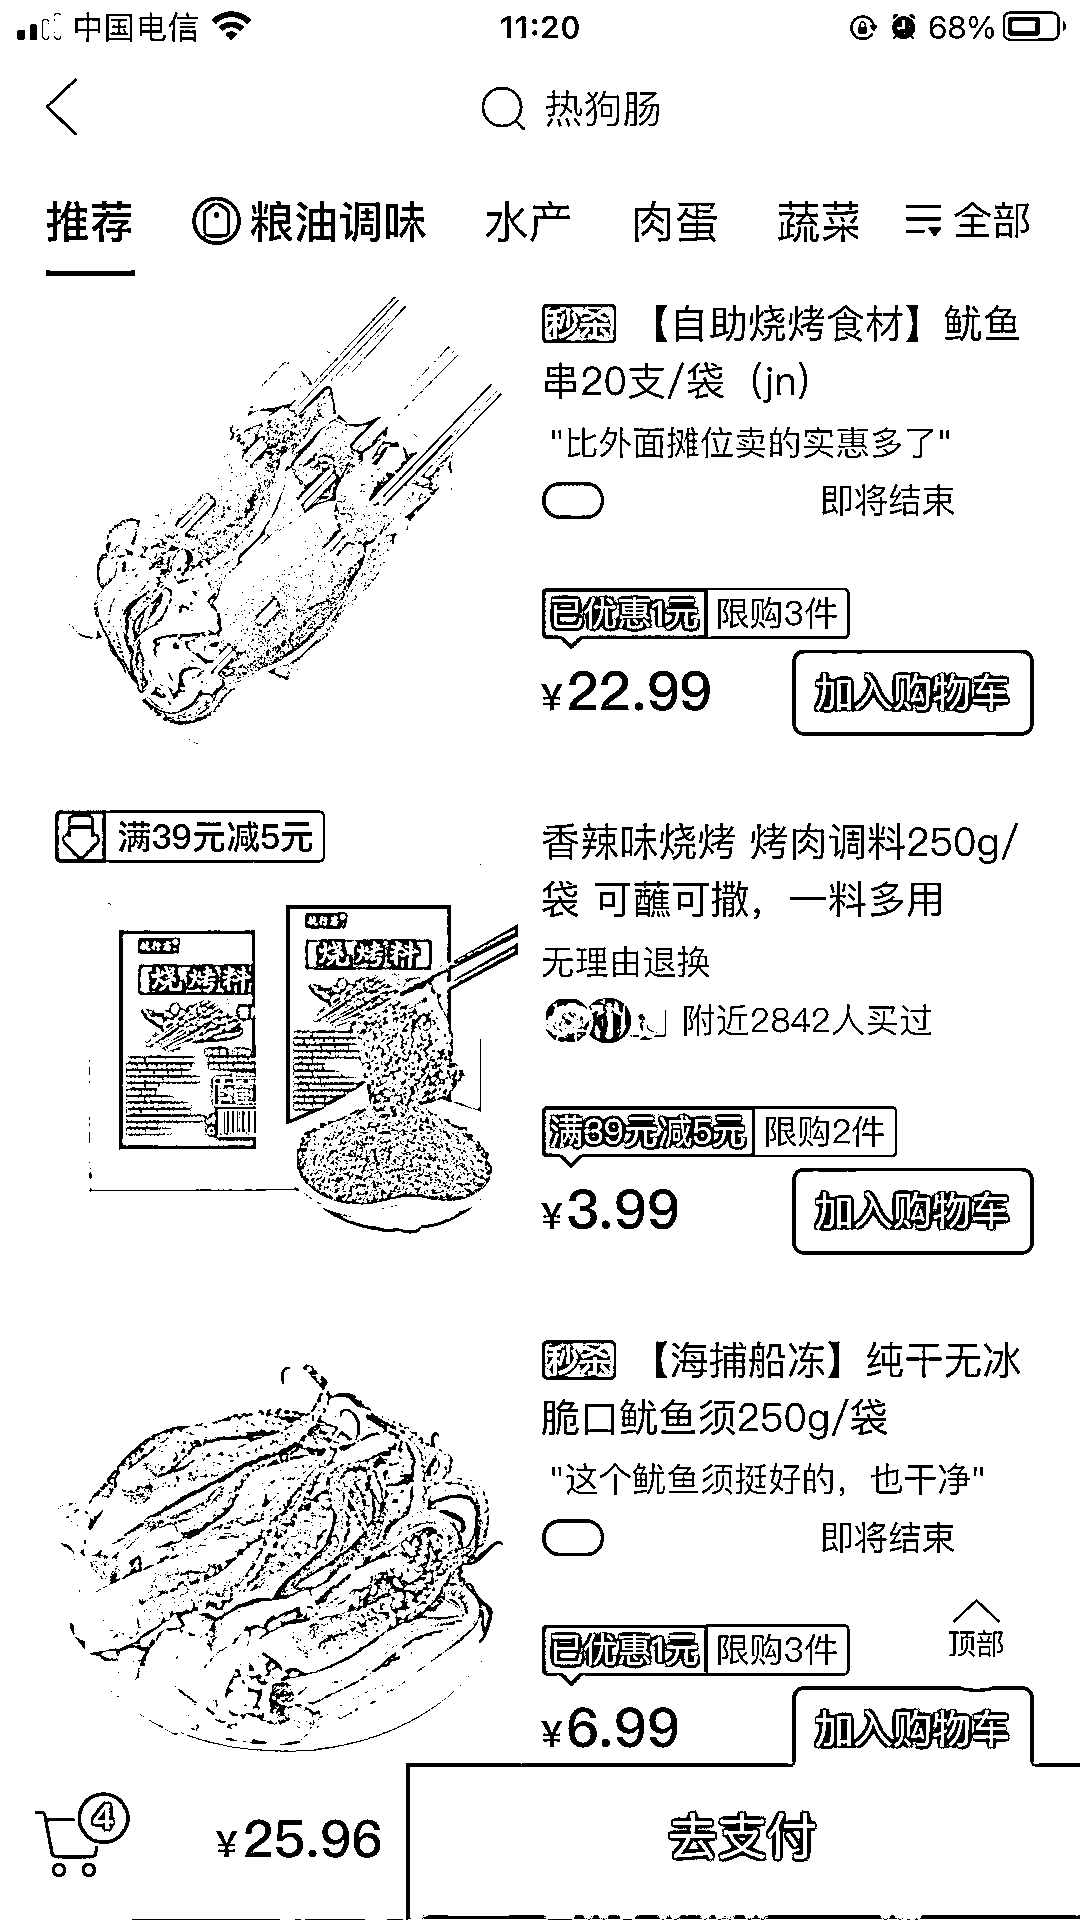 中国电信
11:20
68%
热狗肠
推荐 粮油调味 水产 肉蛋 蔬菜 全部
秒杀 【自助烧烤食材】鱿鱼
串20支/袋（jn）
"比外面摊位卖的实惠多了"
即将结束
已优惠1元 限购3件
¥22.99 加入购物车
满39元减5元
烧烤料
烧烤料
香辣味烧烤 烤肉调料250g/
袋 可蘸可撒，一料多用
无理由退换
附近2842人买过
满39元减5元 限购2件
¥3.99 加入购物车
秒杀 【海捕船冻】纯干无冰
脆口鱿鱼须250g/袋
"这个鱿鱼须挺好的，也干净"
即将结束
已优惠1元 限购3件
顶部
¥6.99 加入购物车
4
¥25.96 去支付